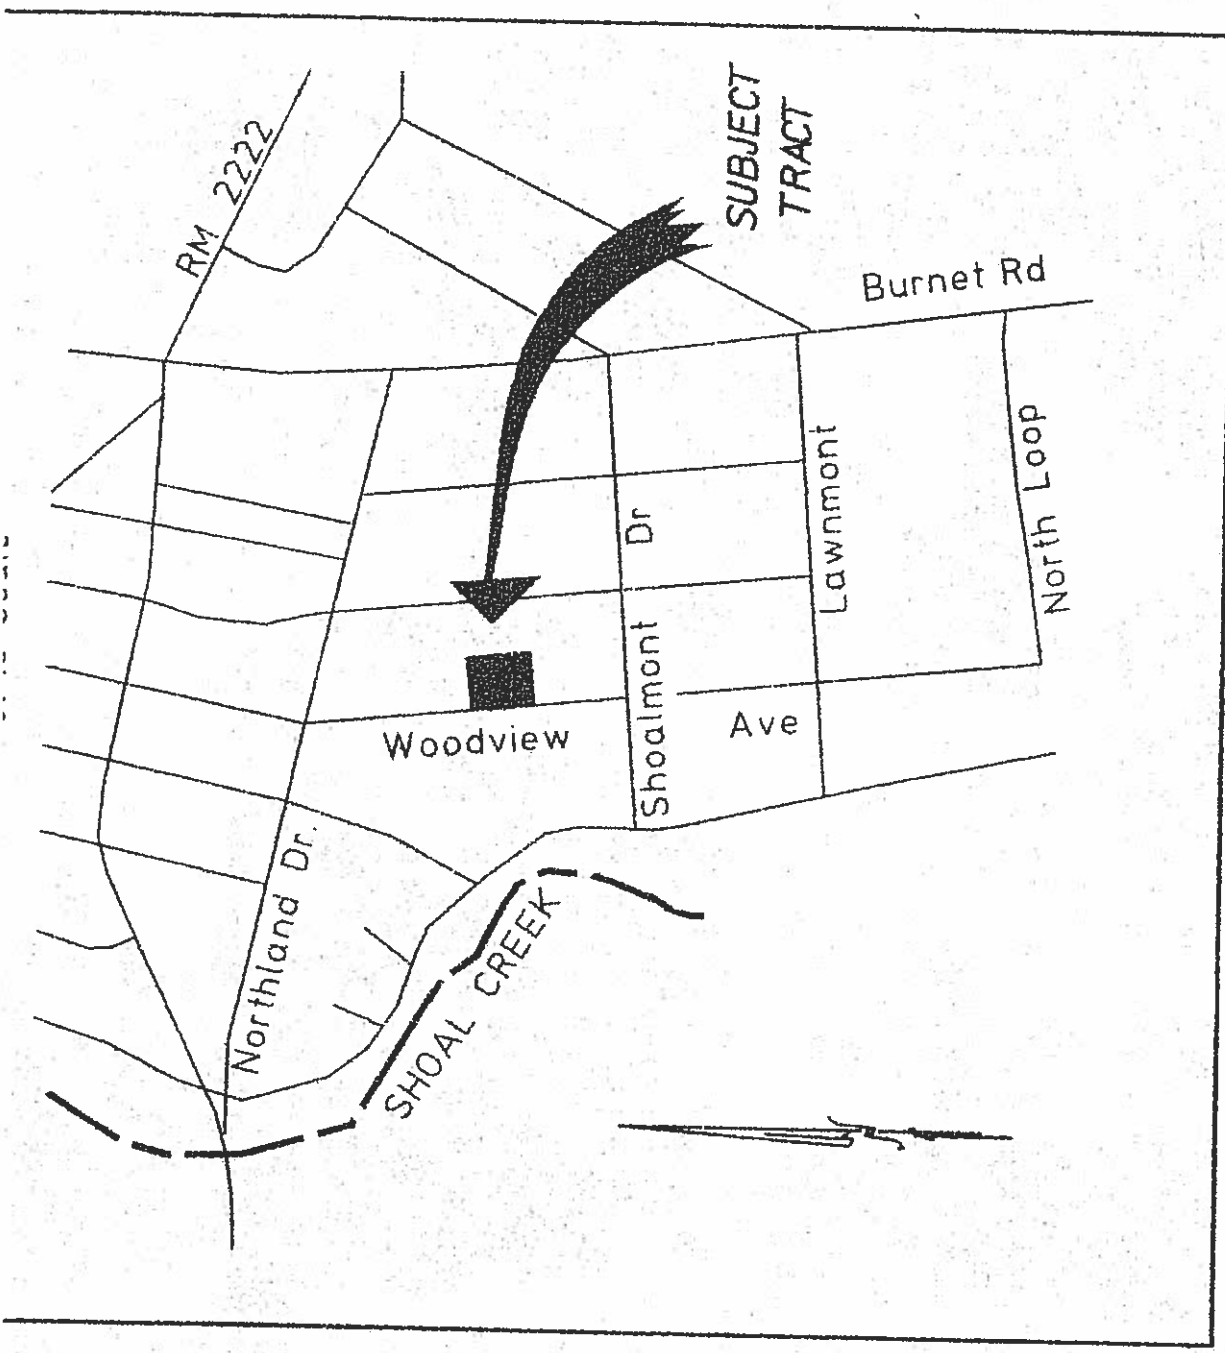 SUBJECT
TRACT
RM 2222
Burnet Rd
North Loop
Lawnmont
Shoalmont Dr
Woodview Ave
Northland Dr.
SHOAL CREEK